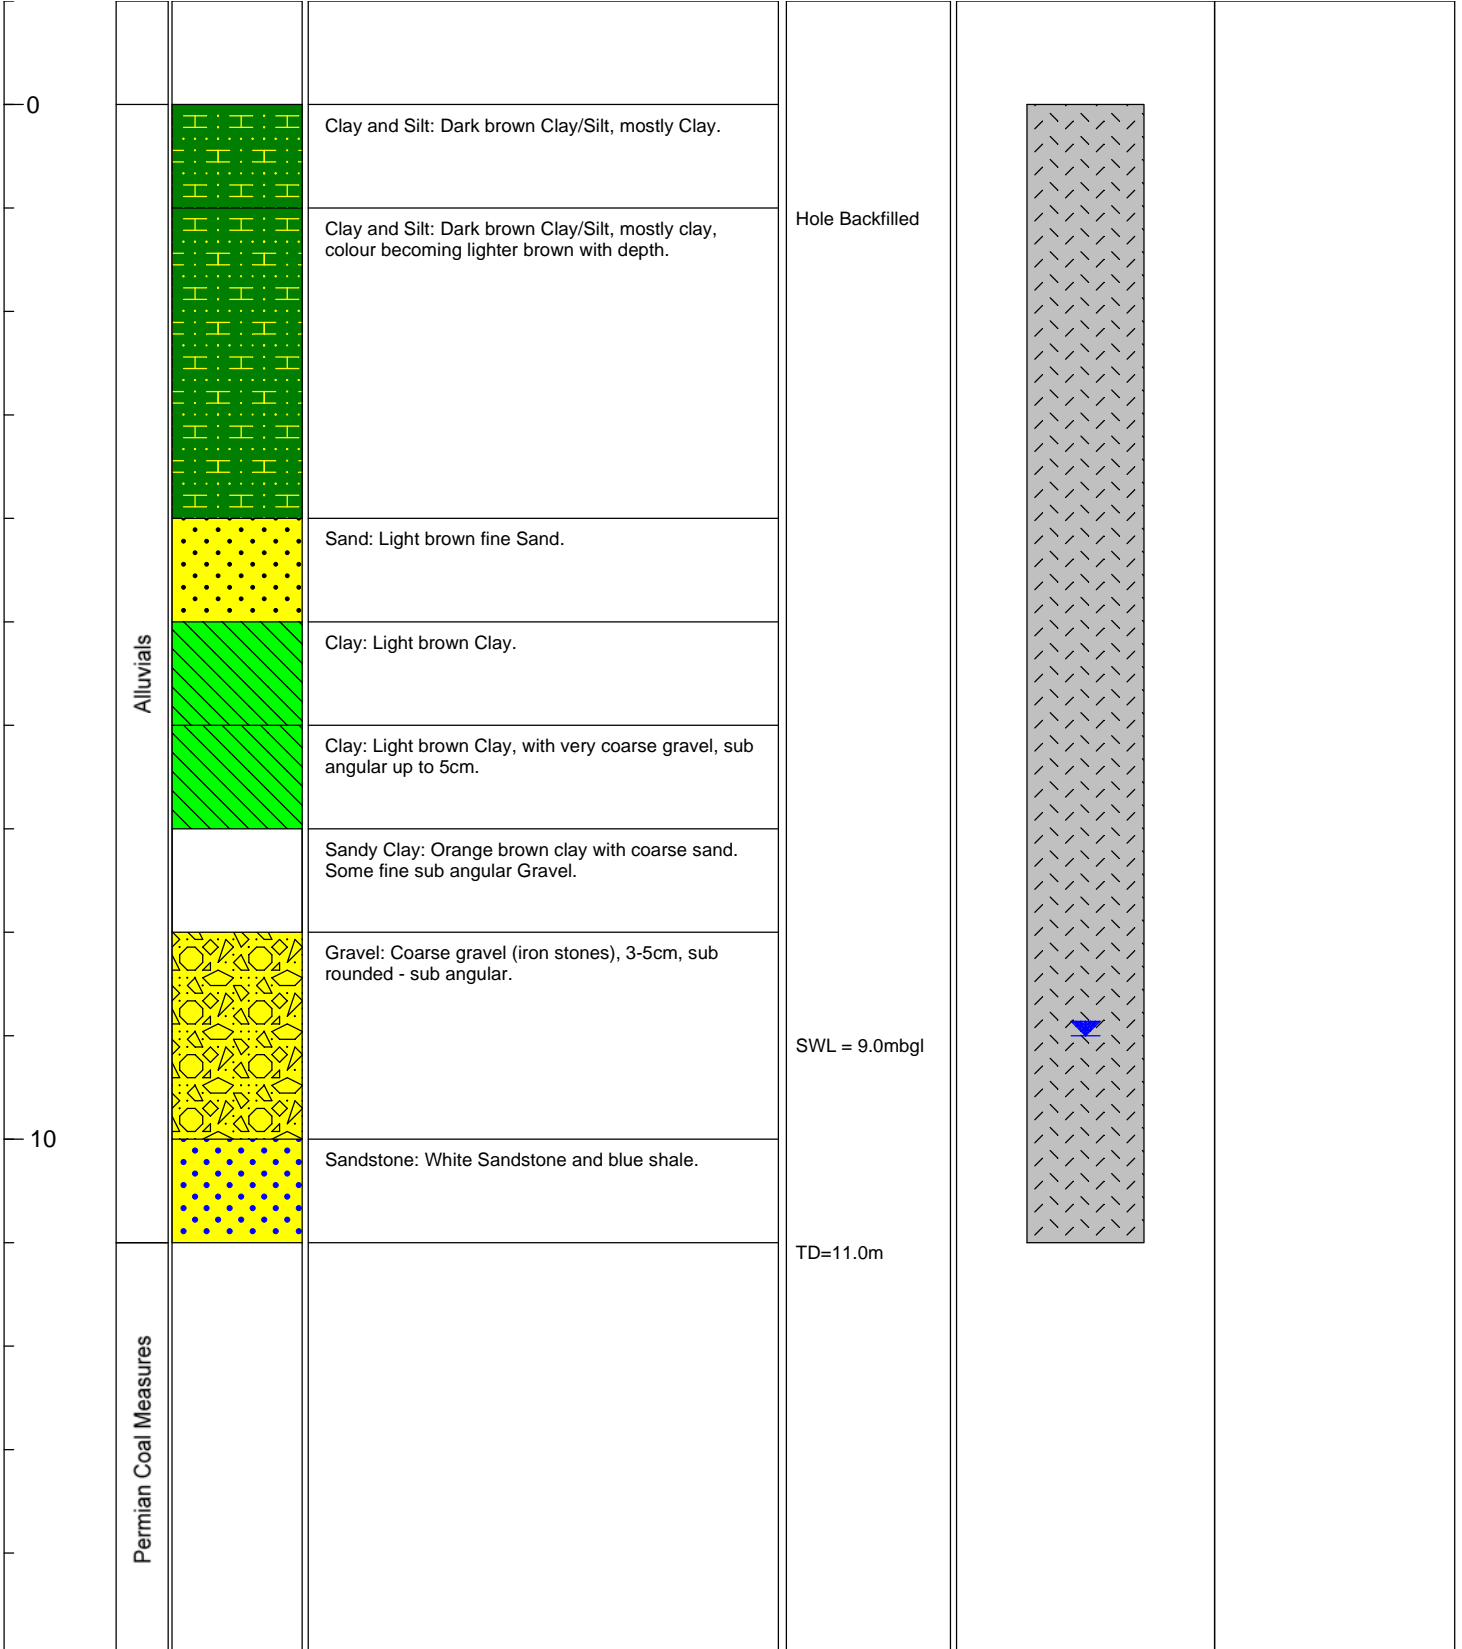 0
Clay and Silt: Dark brown Clay/Silt, mostly Clay.
Clay and Silt: Dark brown Clay/Silt, mostly clay,
colour becoming lighter brown with depth.
Hole Backfilled
Sand: Light brown fine Sand.
Alluvials
Clay: Light brown Clay.
Clay: Light brown Clay, with very coarse gravel, sub
angular up to 5cm.
Sandy Clay: Orange brown clay with coarse sand.
Some fine sub angular Gravel.
Gravel: Coarse gravel (iron stones), 3-5cm, sub
rounded - sub angular.
SWL = 9.0mbgl
10
Sandstone: White Sandstone and blue shale.
TD=11.0m
Permian Coal Measures